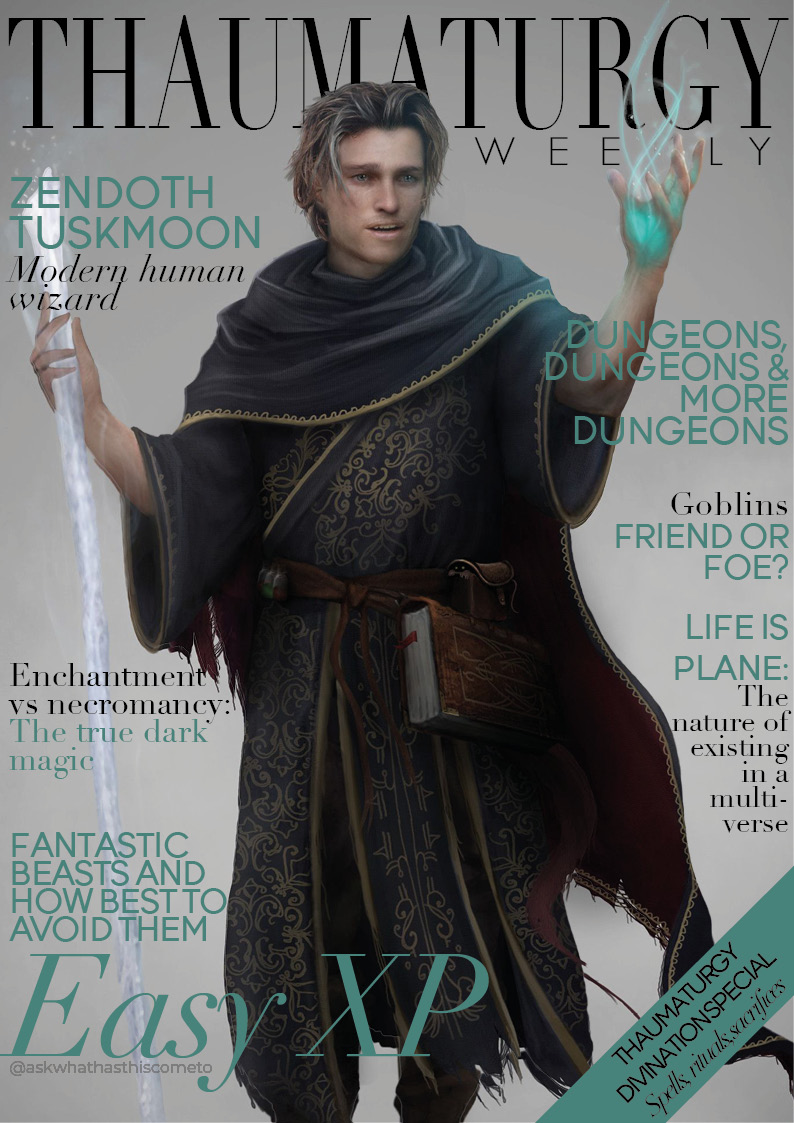 THAUMATURGY
WEEKLY
ZENDOTH
TUSKMOON
Modern human
wizard
DUNGEONS,
DUNGEONS &
MORE
DUNGEONS
Goblins
FRIEND OR
FOE?
LIFE IS
PLANE:
The
nature of
existing
in a
multi-
verse
Enchantment
vs necromancy:
The true dark
magic
FANTASTIC
BEASTS AND
HOW BEST TO
AVOID THEM
Easy XP
@askwhathasthiscometo
THAUMATURGY
DIVINATIONSPECIAL
Spells, rituals, sacrifices